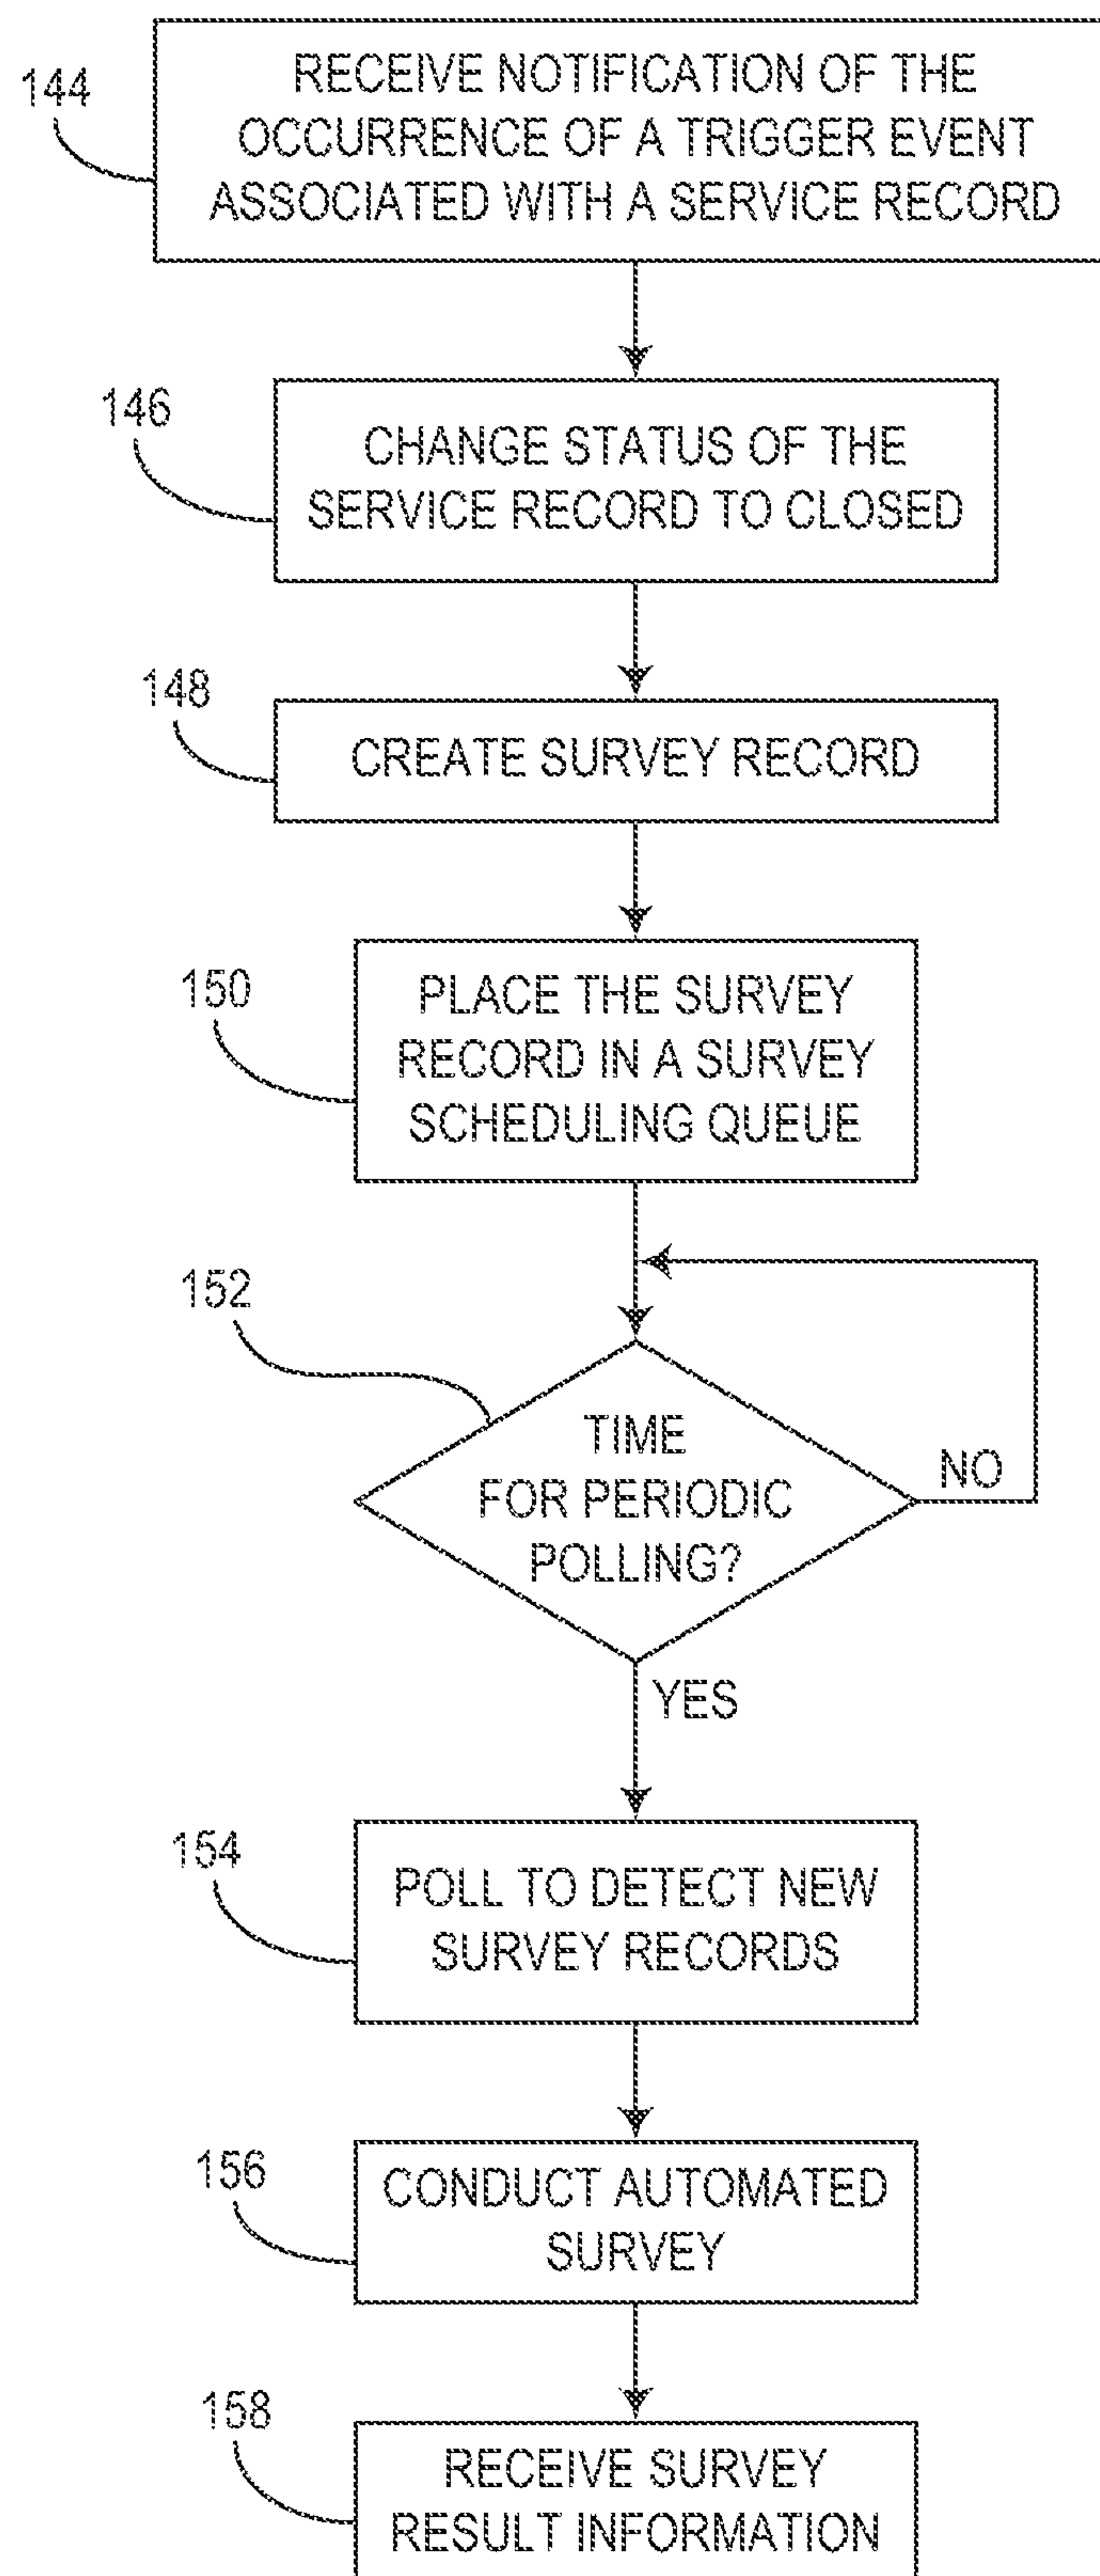 144
RECEIVE NOTIFICATION OF THE
OCCURRENCE OF A TRIGGER EVENT
ASSOCIATED WITH A SERVICE RECORD
146
CHANGE STATUS OF THE
SERVICE RECORD TO CLOSED
148
CREATE SURVEY RECORD
150
PLACE THE SURVEY
RECORD IN A SURVEY
SCHEDULING QUEUE
152
TIME
FOR PERIODIC
POLLING?
NO
YES
154
POLL TO DETECT NEW
SURVEY RECORDS
156
CONDUCT AUTOMATED
SURVEY
158
RECEIVE SURVEY
RESULT INFORMATION